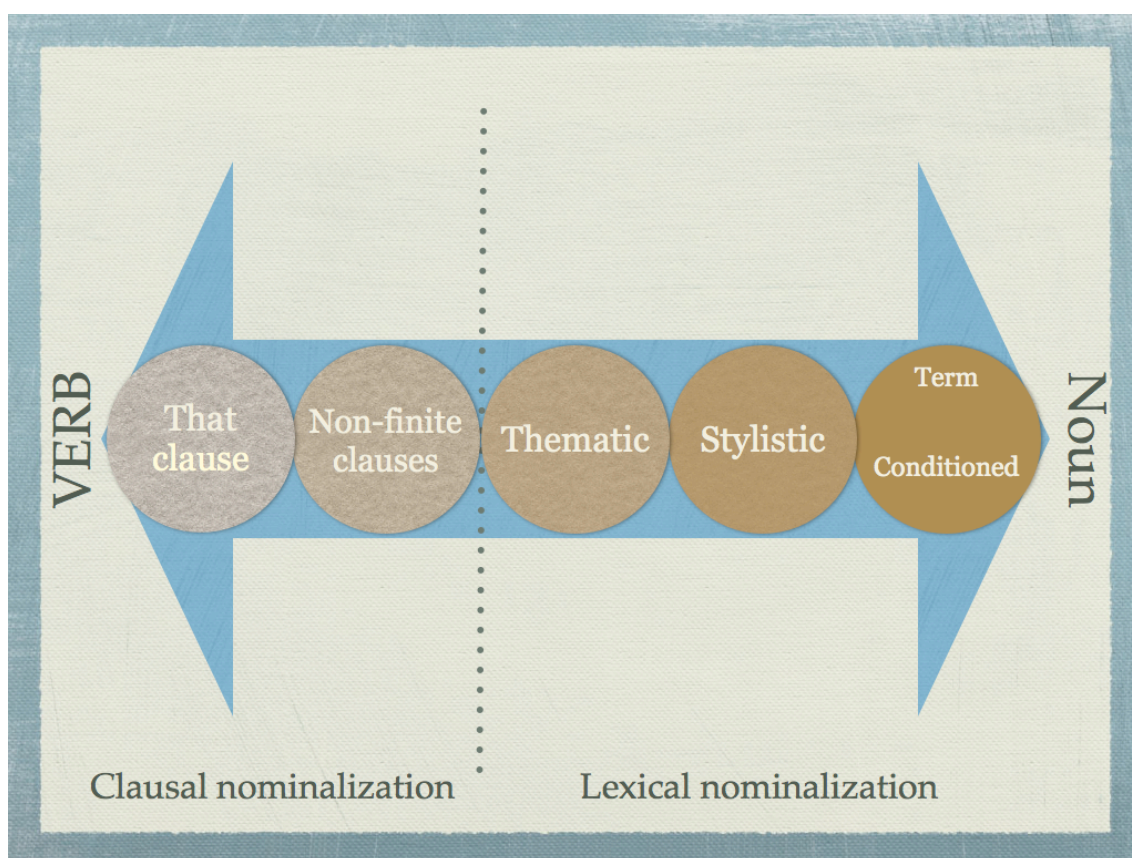 VERB
That
clause
Non-finite
clauses
Thematic
Stylistic
Term
Conditioned
Noun
Clausal nominalization
Lexical nominalization